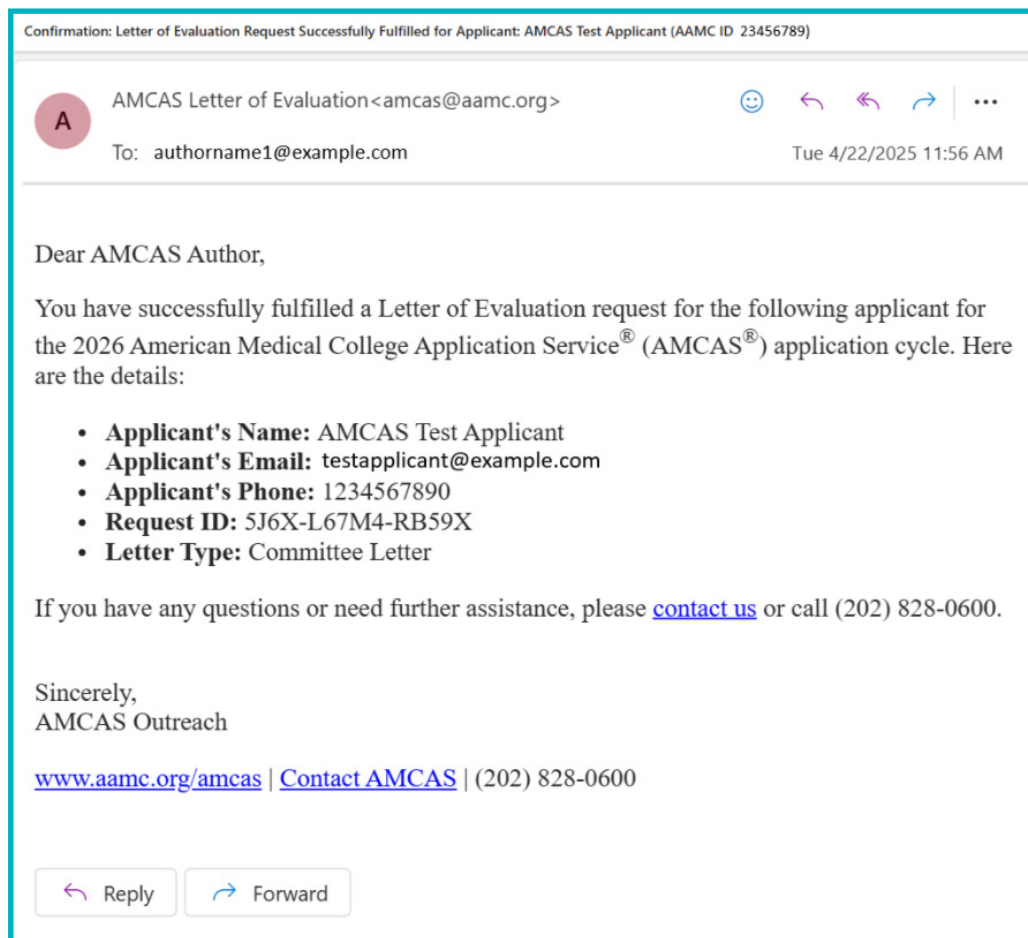 Confirmation: Letter of Evaluation Request Successfully Fulfilled for Applicant: AMCAS Test Applicant (AAMC ID 23456789)
A
AMCAS Letter of Evaluation<amcas@aamc.org>
To: authorname1@example.com
Tue 4/22/2025 11:56 AM
Dear AMCAS Author,
You have successfully fulfilled a Letter of Evaluation request for the following applicant for
the 2026 American Medical College Application Service® (AMCAS®) application cycle. Here
are the details:
• Applicant's Name: AMCAS Test Applicant
• Applicant's Email: testapplicant@example.com
• Applicant's Phone: 1234567890
• Request ID: 5J6X-L67M4-RB59X
• Letter Type: Committee Letter
If you have any questions or need further assistance, please contact us or call (202) 828-0600.
Sincerely,
AMCAS Outreach
www.aamc.org/amcas | Contact AMCAS | (202) 828-0600
Reply
Forward